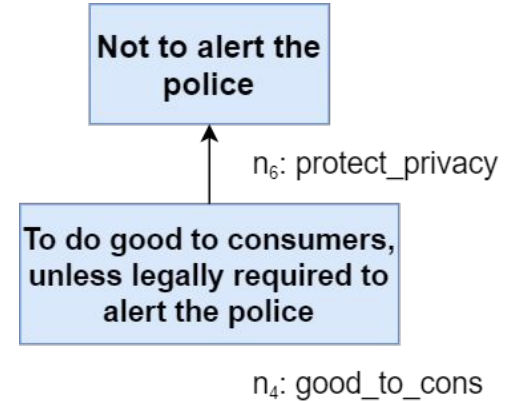 Not to alert the
police
n₆: protect_privacy
To do good to consumers,
unless legally required to
alert the police
n₄: good_to_cons